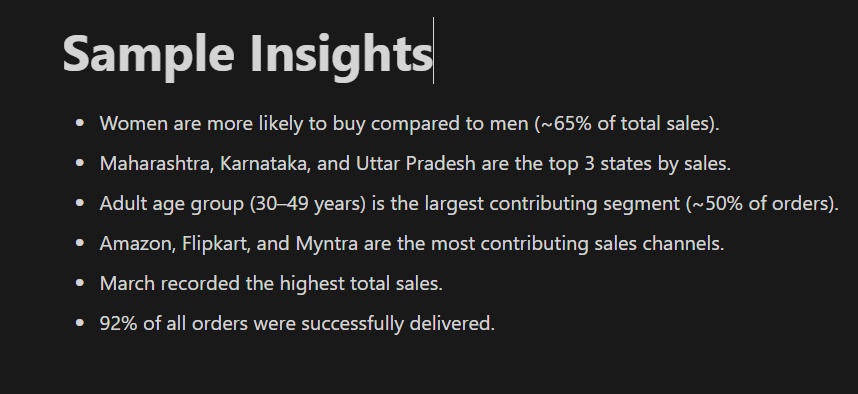 Sample Insights
• Women are more likely to buy compared to men (~65% of total sales).
• Maharashtra, Karnataka, and Uttar Pradesh are the top 3 states by sales.
• Adult age group (30–49 years) is the largest contributing segment (~50% of orders).
• Amazon, Flipkart, and Myntra are the most contributing sales channels.
• March recorded the highest total sales.
• 92% of all orders were successfully delivered.